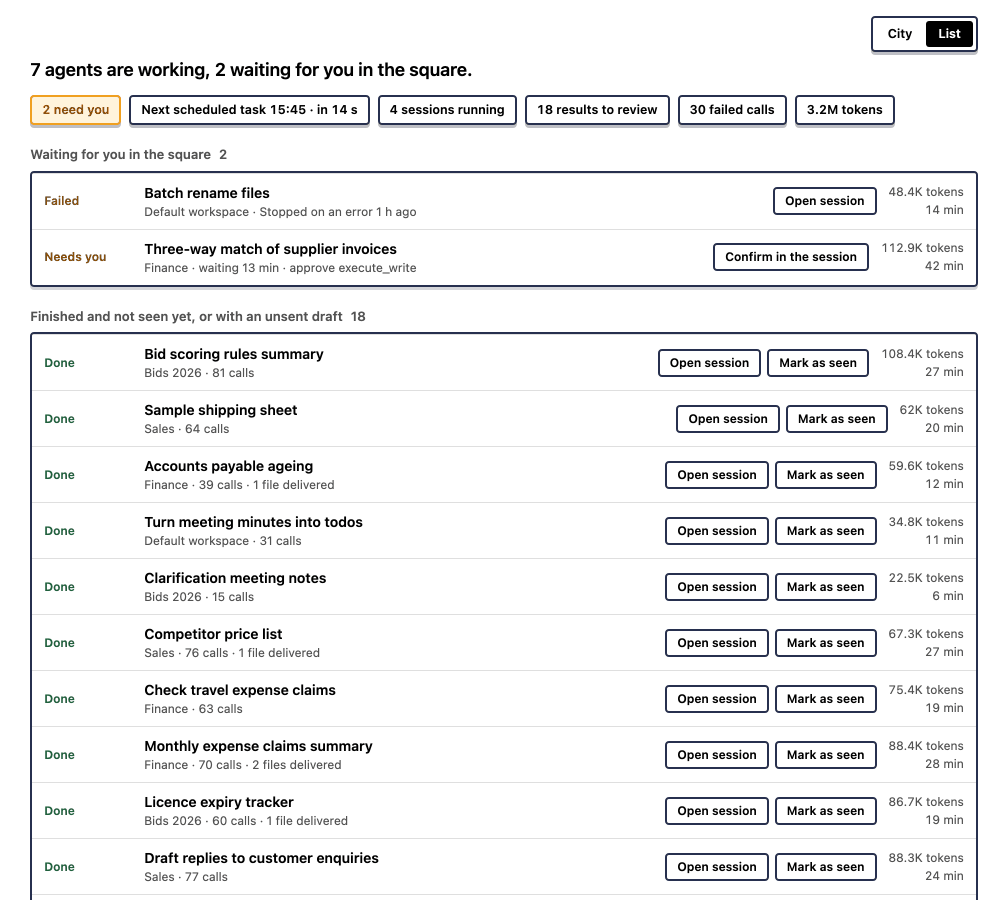 City
List
7 agents are working, 2 waiting for you in the square.
2 need you
Next scheduled task 15:45 · in 14 s
4 sessions running
18 results to review
30 failed calls
3.2M tokens
Waiting for you in the square 2
Failed
Batch rename files
Default workspace · Stopped on an error 1 h ago
Open session
48.4K tokens
14 min
Needs you
Three-way match of supplier invoices
Finance · waiting 13 min · approve execute_write
Confirm in the session
112.9K tokens
42 min
Finished and not seen yet, or with an unsent draft 18
Done
Bid scoring rules summary
Bids 2026 · 81 calls
Open session
Mark as seen
108.4K tokens
27 min
Done
Sample shipping sheet
Sales · 64 calls
Open session
Mark as seen
62K tokens
20 min
Done
Accounts payable ageing
Finance · 39 calls · 1 file delivered
Open session
Mark as seen
59.6K tokens
12 min
Done
Turn meeting minutes into todos
Default workspace · 31 calls
Open session
Mark as seen
34.8K tokens
11 min
Done
Clarification meeting notes
Bids 2026 · 15 calls
Open session
Mark as seen
22.5K tokens
6 min
Done
Competitor price list
Sales · 76 calls · 1 file delivered
Open session
Mark as seen
67.3K tokens
27 min
Done
Check travel expense claims
Finance · 63 calls
Open session
Mark as seen
75.4K tokens
19 min
Done
Monthly expense claims summary
Finance · 70 calls · 2 files delivered
Open session
Mark as seen
88.4K tokens
28 min
Done
Licence expiry tracker
Bids 2026 · 60 calls · 1 file delivered
Open session
Mark as seen
86.7K tokens
19 min
Done
Draft replies to customer enquiries
Sales · 77 calls
Open session
Mark as seen
88.3K tokens
24 min